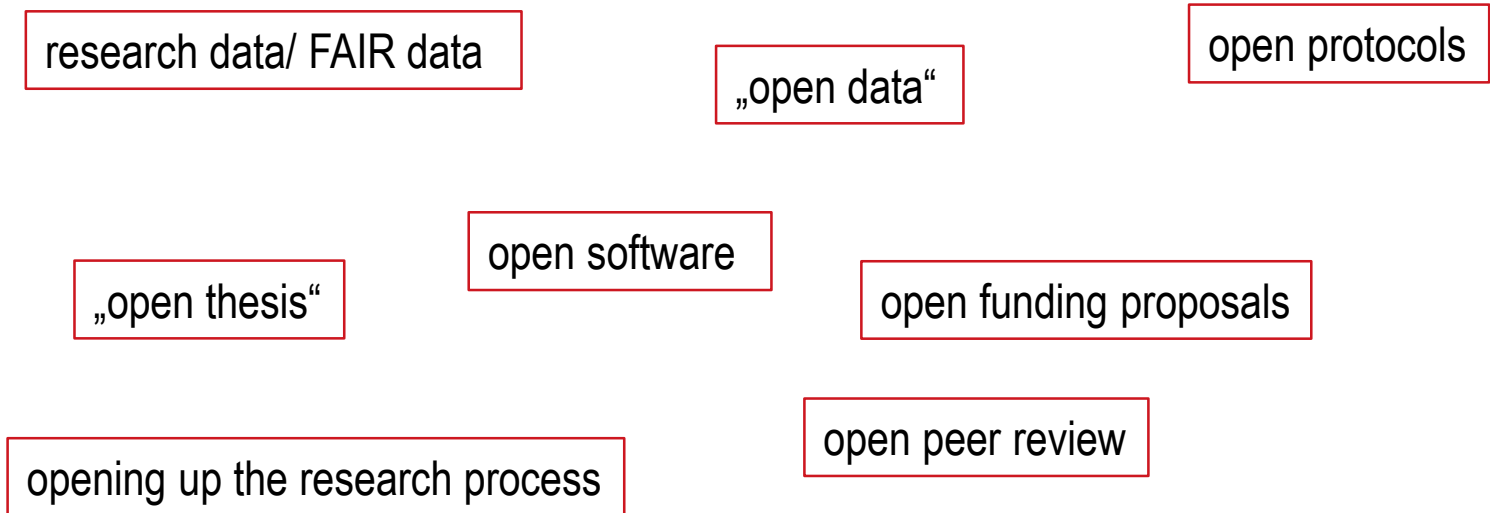 research data/ FAIR data
„open data“
open protocols
open software
„open thesis“
open funding proposals
open peer review
opening up the research process